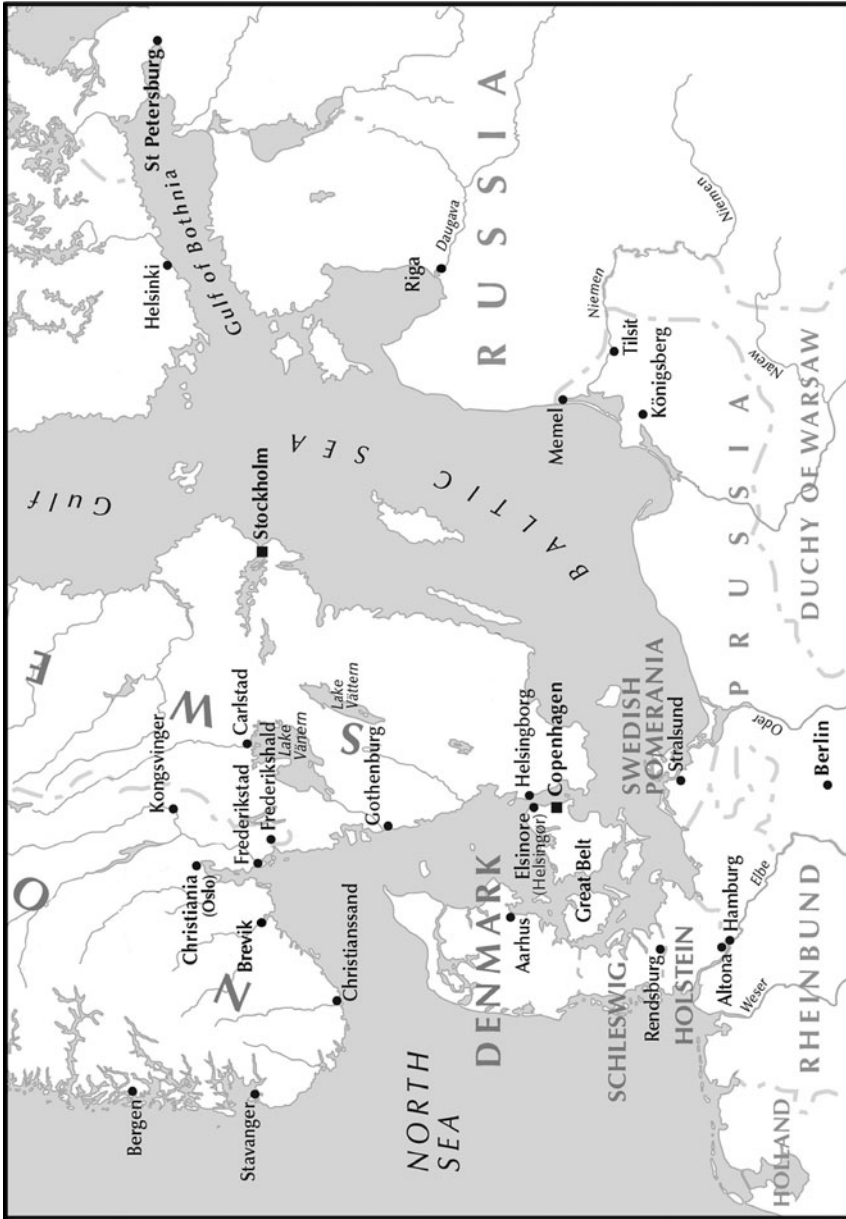 N O
S W E
Gulf
Bergen
St Petersburg
Kongsvinger
Helsinki
Gulf of Bothnia
Christiania
(Oslo)
Stavanger
Brevik
Frederikstad
Frederikshald
Carlstad
Stockholm
Lake
Vänern
Lake
Vättern
Christianssand
Gothenburg
NORTH
SEA
BALTIC SEA
Riga
Daugava
RUSSIA
DENMARK
Aarhus
Elsinore
(Helsingør)
Helsingborg
Copenhagen
Great Belt
Memel
Niemen
Tilsit
Königsberg
SCHLESWIG
Rendsburg
HOLSTEIN
SWEDISH
POMERANIA
Stralsund
Niemen
Altona
Hamburg
Weser
Elbe
Oder
PRUSSIA
Narew
HOLLAND
RHEINBUND
Berlin
DUCHY OF WARSAW